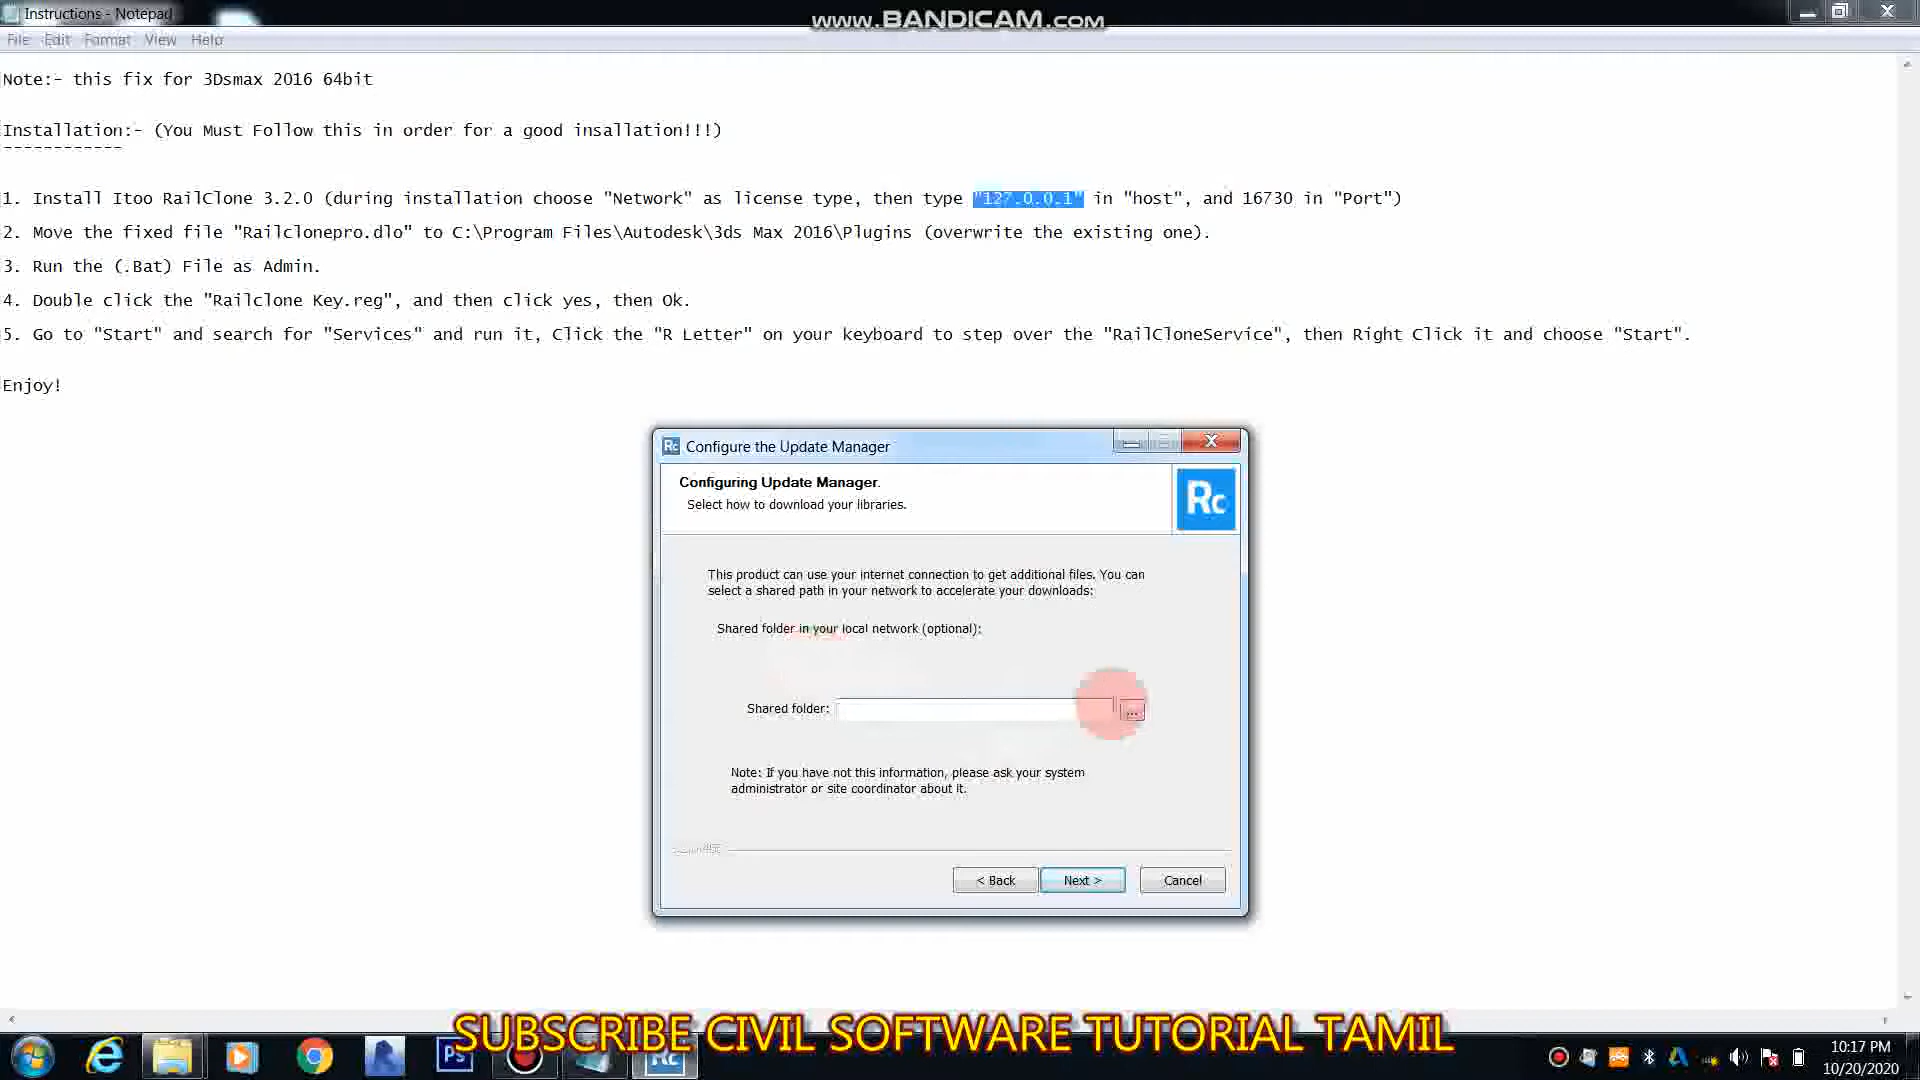 Instructions - Notepad
www.BANDICAM.com
File Edit Format View Help
Note:- this fix for 3Dsmax 2016 64bit
Installation:- (You Must Follow this in order for a good insallation!!!)
------------
1. Install Itoo RailClone 3.2.0 (during installation choose "Network" as license type, then type "127.0.0.1" in "host", and 16730 in "Port")
2. Move the fixed file "Railclonepro.dlo" to C:\Program Files\Autodesk\3ds Max 2016\Plugins (overwrite the existing one).
3. Run the (.Bat) File as Admin.
4. Double click the "Railclone Key.reg", and then click yes, then Ok.
5. Go to "Start" and search for "Services" and run it, Click the "R Letter" on your keyboard to step over the "RailCloneService", then Right Click it and choose "Start".
Enjoy!
Rc Configure the Update Manager
Configuring Update Manager.
Select how to download your libraries.
Rc
This product can use your internet connection to get additional files. You can
select a shared path in your network to accelerate your downloads:
Shared folder in your local network (optional):
Shared folder:
...
Note: If you have not this information, please ask your system
administrator or site coordinator about it.
< Back Next > Cancel
SUBSCRIBE CIVIL SOFTWARE TUTORIAL TAMIL
Ps
Rc
10:17 PM
10/20/2020